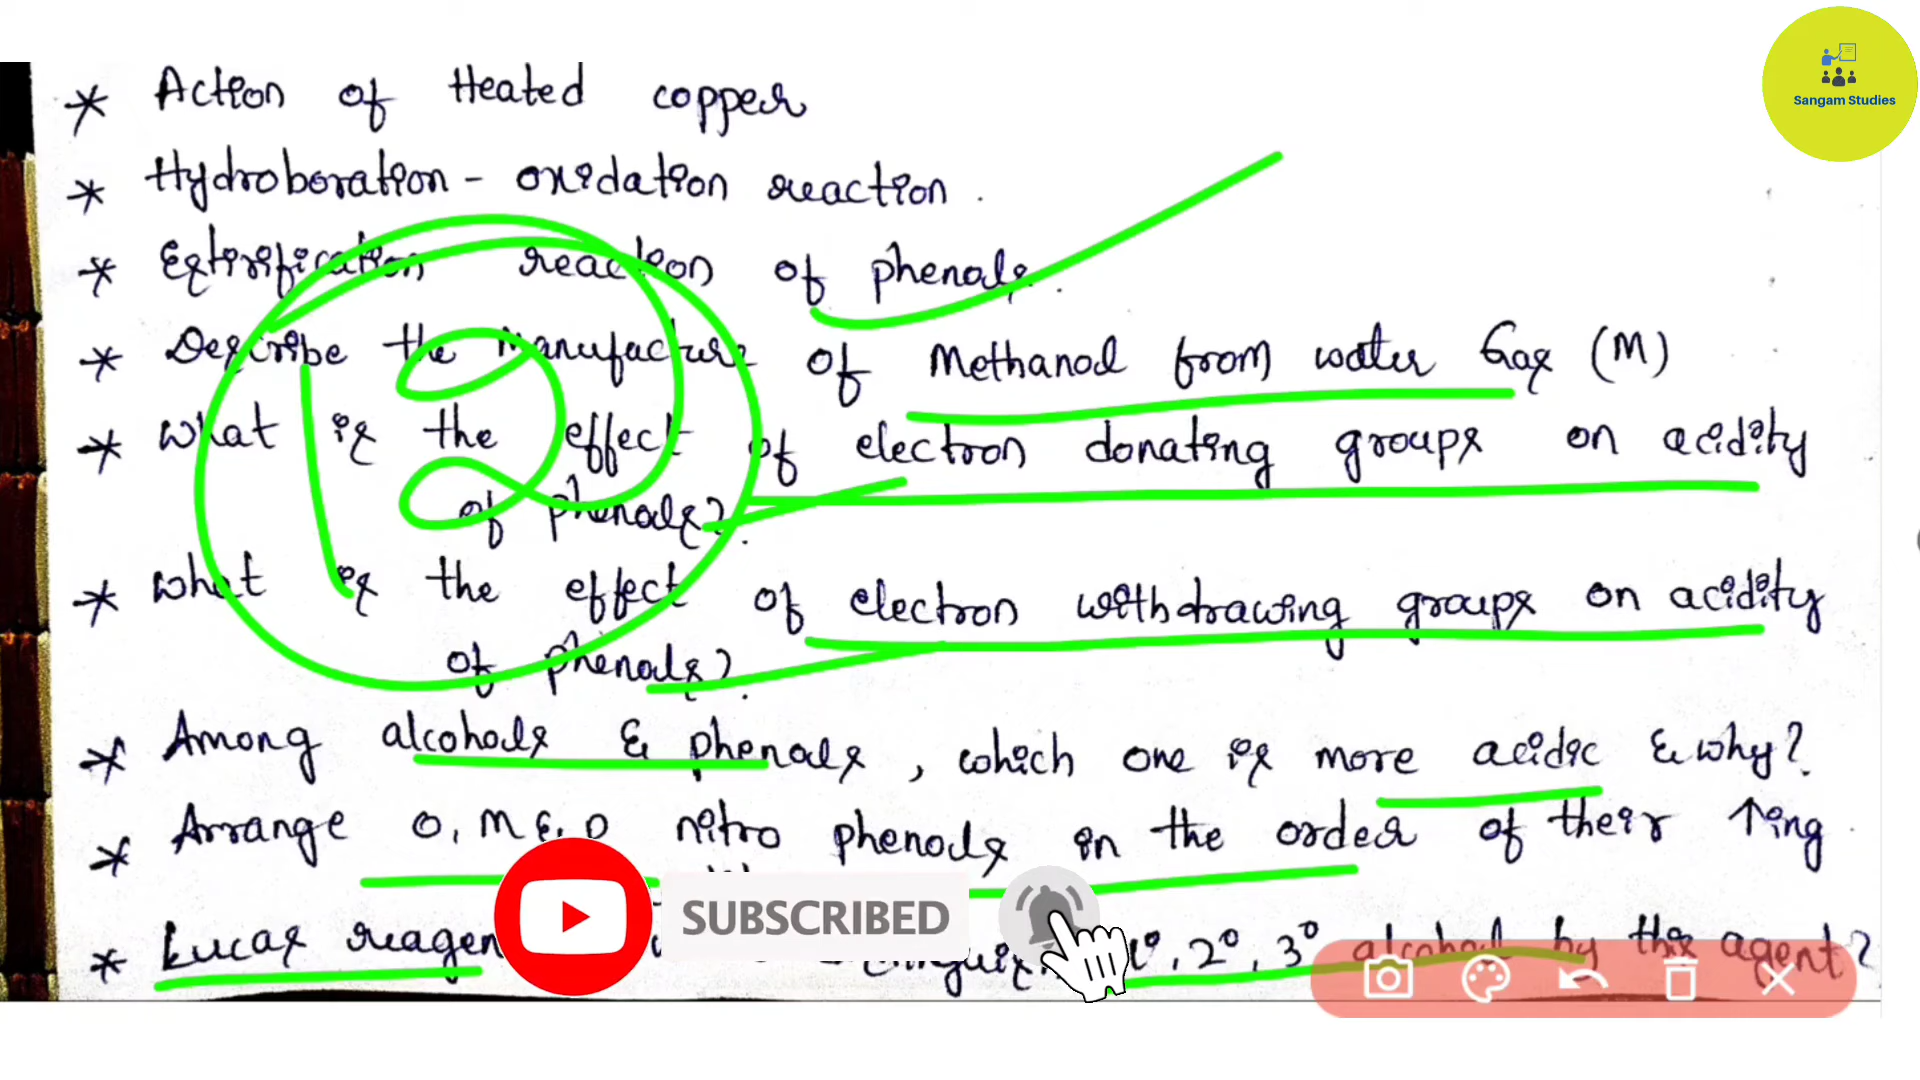 Sangam Studies
* Action of Heated copper
* Hydroboration - oxidation reaction.
* Estirification reaction of phenols.
* Describe the manufacture of Methanol from water Gas (M)
* What is the effect of electron donating groups on acidity
of phenols?
* What is the effect of electron withdrawing groups on acidity
of phenols?
* Among alcohols & phenols, which one is more acidic & why?
* Arrange O, M & P nitro phenols in the order of their ↑ing
* Lucas reagen 1°, 2°, 3° alcohol by this agent?
SUBSCRIBED
12